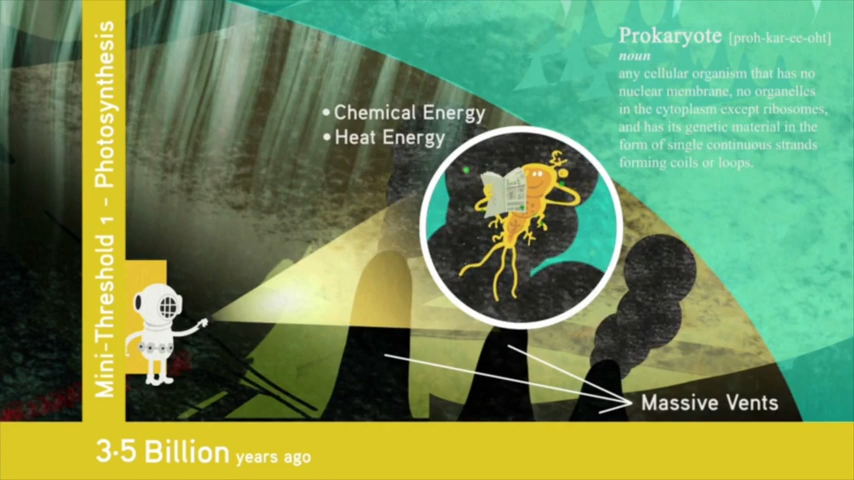 Mini-Threshold 1 - Photosynthesis
• Chemical Energy
• Heat Energy
Prokaryote [proh-kar-ee-oht]
noun
any cellular organism that has no
nuclear membrane, no organelles
in the cytoplasm except ribosomes,
and has its genetic material in the
form of single continuous strands
forming coils or loops.
Massive Vents
3.5 Billion years ago